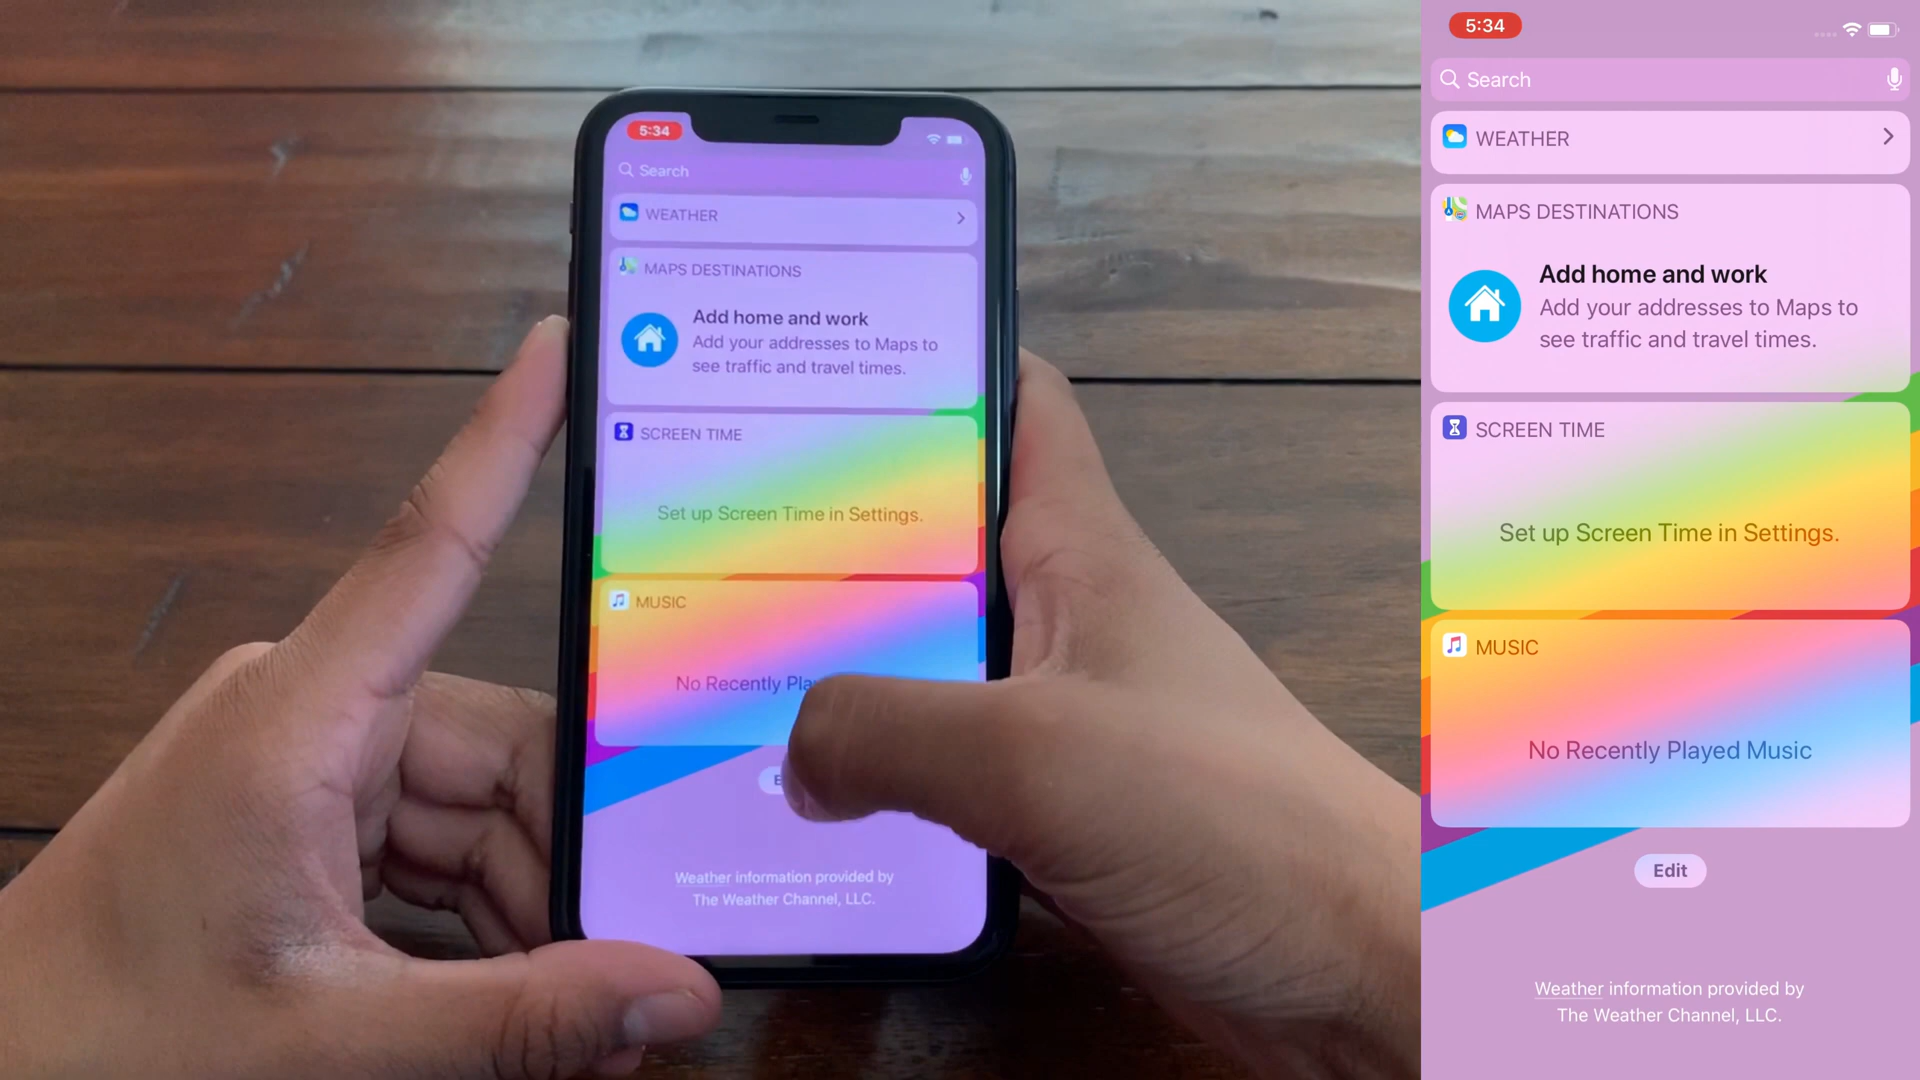 5:34
Search
WEATHER
MAPS DESTINATIONS
Add home and work
Add your addresses to Maps to
see traffic and travel times.
SCREEN TIME
Set up Screen Time in Settings.
MUSIC
No Recently Pla
E
Weather information provided by
The Weather Channel, LLC.
5:34
Search
WEATHER
MAPS DESTINATIONS
Add home and work
Add your addresses to Maps to
see traffic and travel times.
SCREEN TIME
Set up Screen Time in Settings.
MUSIC
No Recently Played Music
Edit
Weather information provided by
The Weather Channel, LLC.